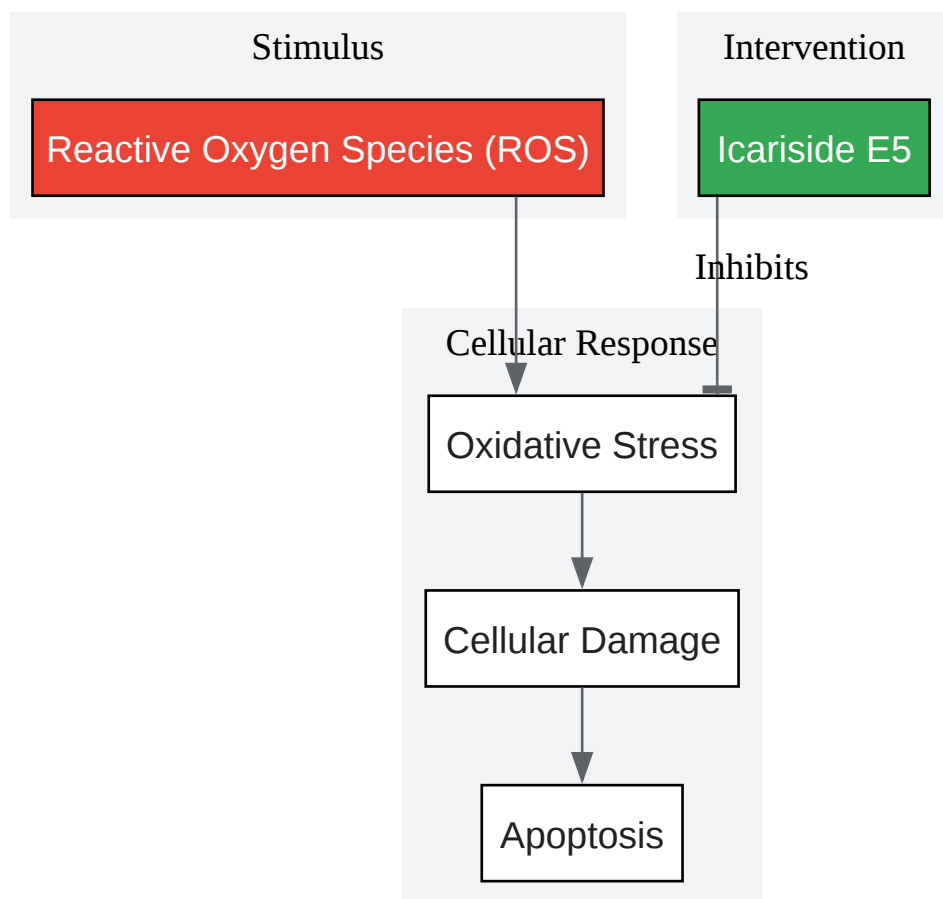 Stimulus
Intervention
Reactive Oxygen Species (ROS)
Icariside E5
Inhibits
Cellular Response
Oxidative Stress
Cellular Damage
Apoptosis